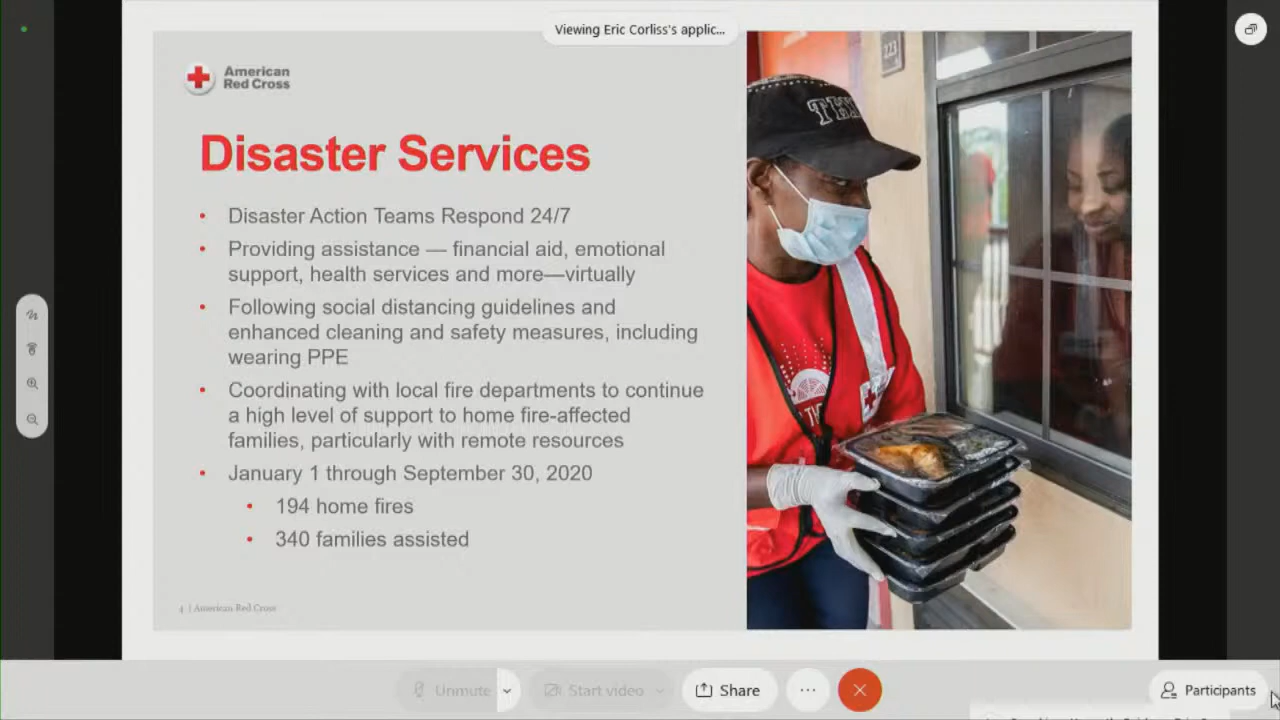 Viewing Eric Corliss's applic...
American
Red Cross
Disaster Services
• Disaster Action Teams Respond 24/7
• Providing assistance — financial aid, emotional
support, health services and more—virtually
• Following social distancing guidelines and
enhanced cleaning and safety measures, including
wearing PPE
• Coordinating with local fire departments to continue
a high level of support to home fire-affected
families, particularly with remote resources
• January 1 through September 30, 2020
• 194 home fires
• 340 families assisted
4 | American Red Cross
223
Unmute
Start video
Share
Participants